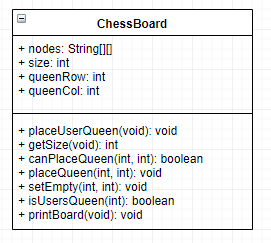 ChessBoard
+ nodes: String[][]
+ size: int
+ queenRow: int
+ queenCol: int
+ placeUserQueen(void): void
+ getSize(void): int
+ canPlaceQueen(int, int): boolean
+ placeQueen(int, int): void
+ setEmpty(int, int): void
+ isUsersQueen(int): boolean
+ printBoard(void): void